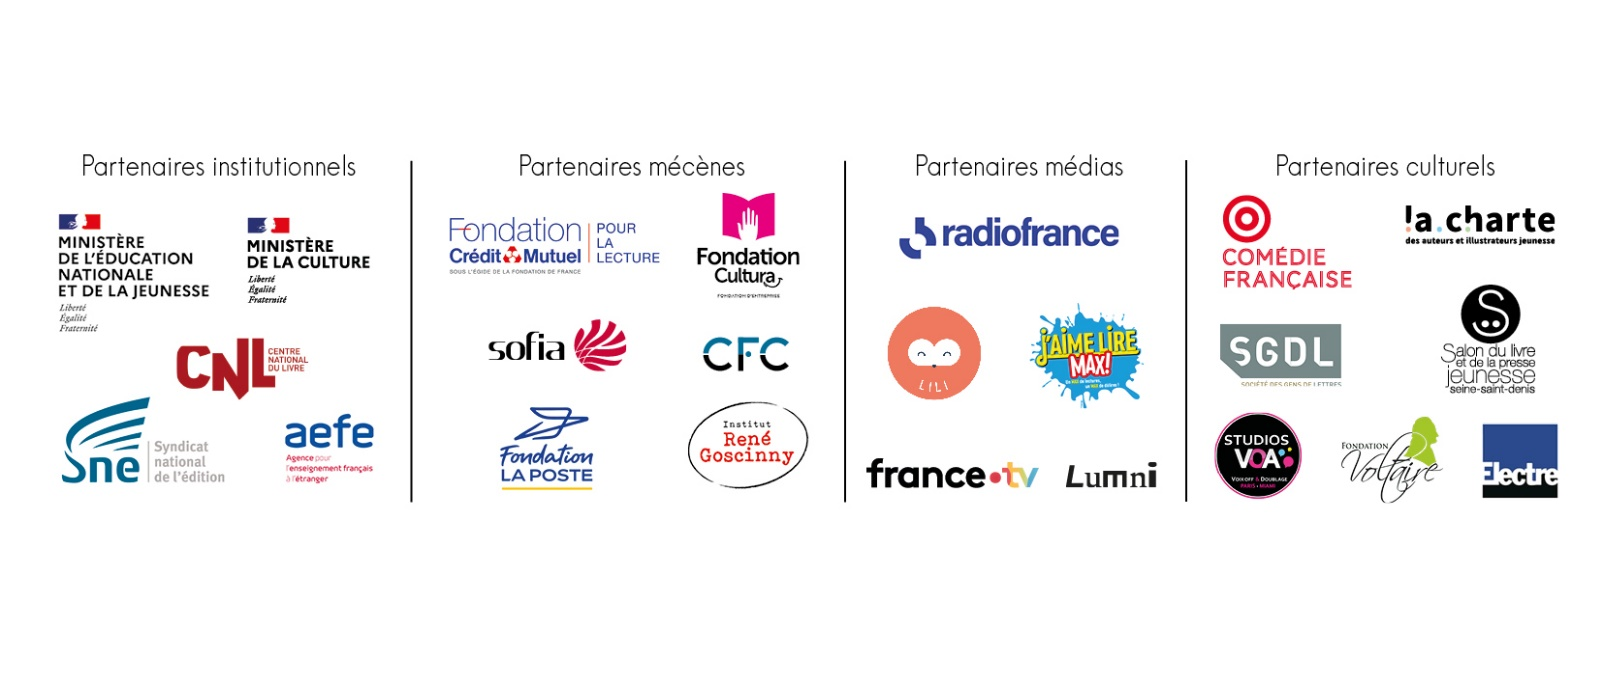 Partenaires institutionnels
MINISTÈRE
DE L'ÉDUCATION
NATIONALE
ET DE LA JEUNESSE
Liberté
Égalité
Fraternité
MINISTÈRE
DE LA CULTURE
Liberté
Égalité
Fraternité
CNL
CENTRE
NATIONAL
DU LIVRE
Sne
Syndicat
national
de l'édition
aefe
Agence pour
l'enseignement français
à l'étranger
Partenaires mécènes
Fondation
Crédit Mutuel
POUR
LA
LECTURE
SOUS L'ÉGIDE DE LA FONDATION DE FRANCE
Fondation
Cultura
FONDATION D'ENTREPRISE
sofia
CFC
Fondation
LA POSTE
Institut
René
Goscinny
Partenaires médias
radiofrance
LILI
J'AIME LIRE
MAX!
france•tv
Lumni
Partenaires culturels
COMÉDIE
FRANÇAISE
!a.charte
des auteurs et illustrateurs jeunesse
SGDL
SOCIÉTÉ DES GENS DE LETTRES
S
Salon du livre
et de la presse
jeunesse
seine-saint-denis
STUDIOS
VOA
VOIX OFF & DOUBLAGE
PARIS • MIAMI
FONDATION
Voltaire
Electre